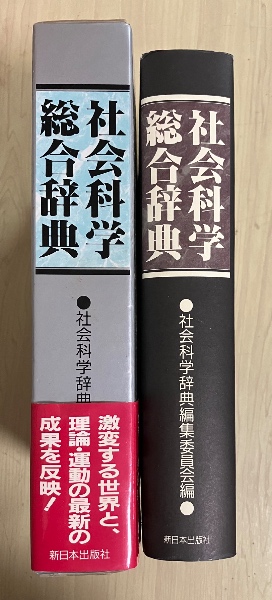 社会科学
総合辞典
●社会科学辞典
激変する世界と、
理論・運動の最新の
成果を反映!
新日本出版社
社会科学
総合辞典
●社会科学辞典編集委員会編●
新日本出版社